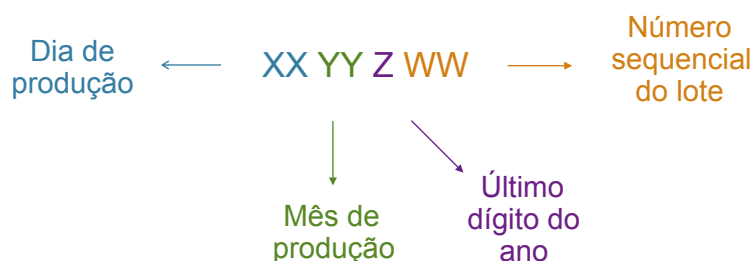 Dia de
produção
XX YY Z WW
Número
sequencial
do lote
Mês de
produção
Último
dígito do
ano